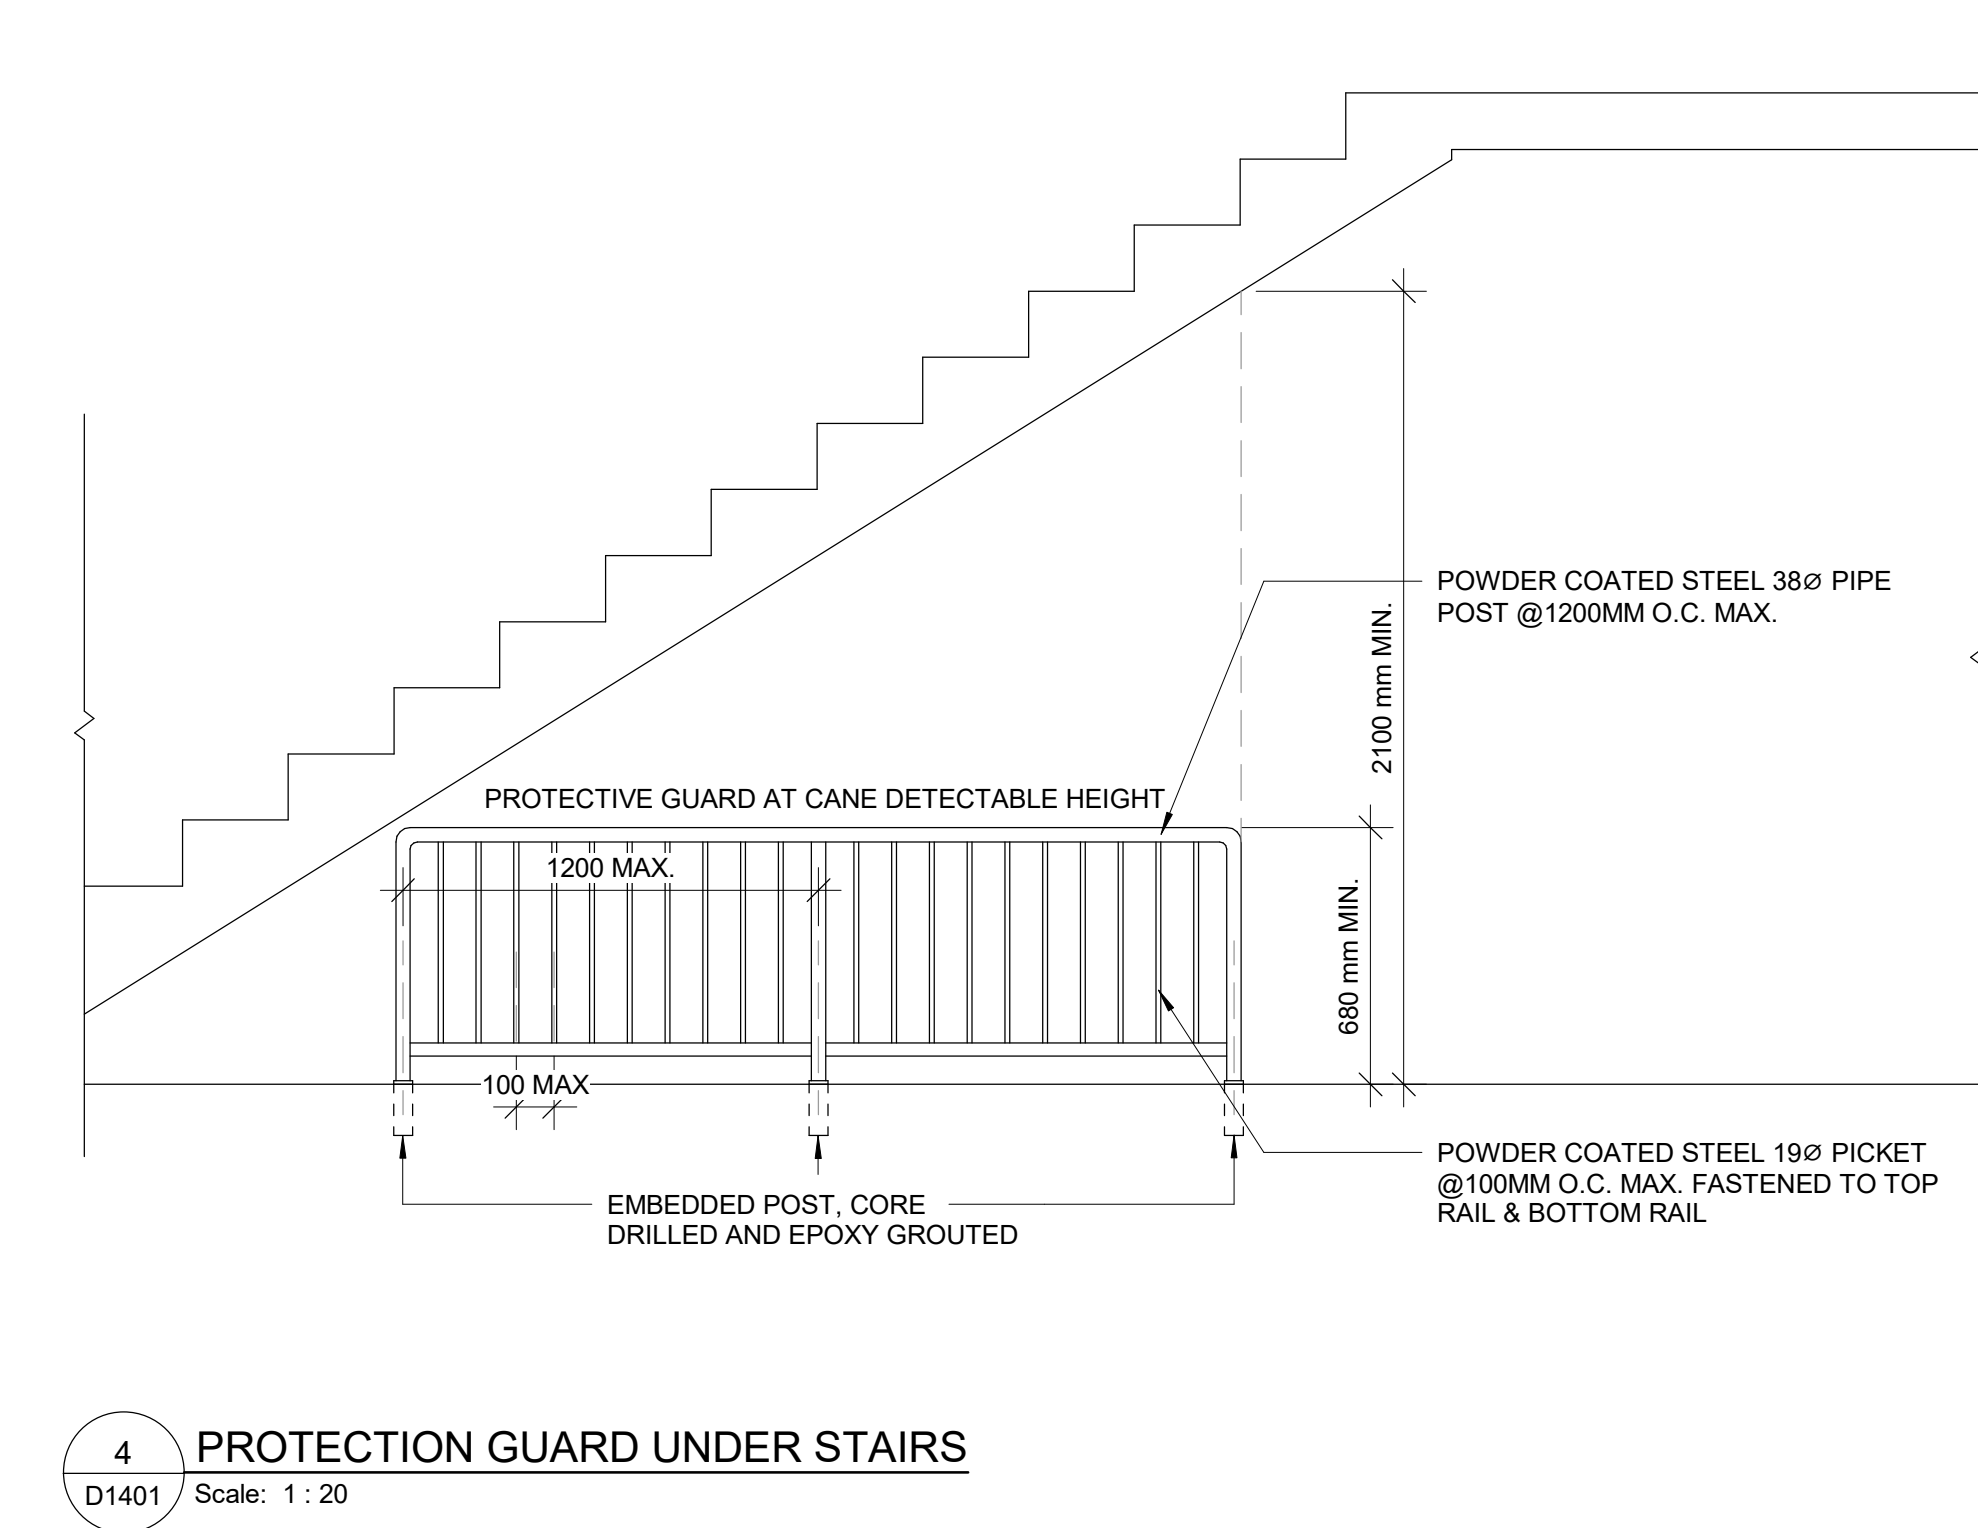 POWDER COATED STEEL 38Ø PIPE
POST @1200MM O.C. MAX.
2100 mm MIN.
PROTECTIVE GUARD AT CANE DETECTABLE HEIGHT
1200 MAX.
680 mm MIN.
100 MAX
POWDER COATED STEEL 19Ø PICKET
@100MM O.C. MAX. FASTENED TO TOP
RAIL & BOTTOM RAIL
EMBEDDED POST, CORE
DRILLED AND EPOXY GROUTED
4
D1401
PROTECTION GUARD UNDER STAIRS
Scale: 1 : 20